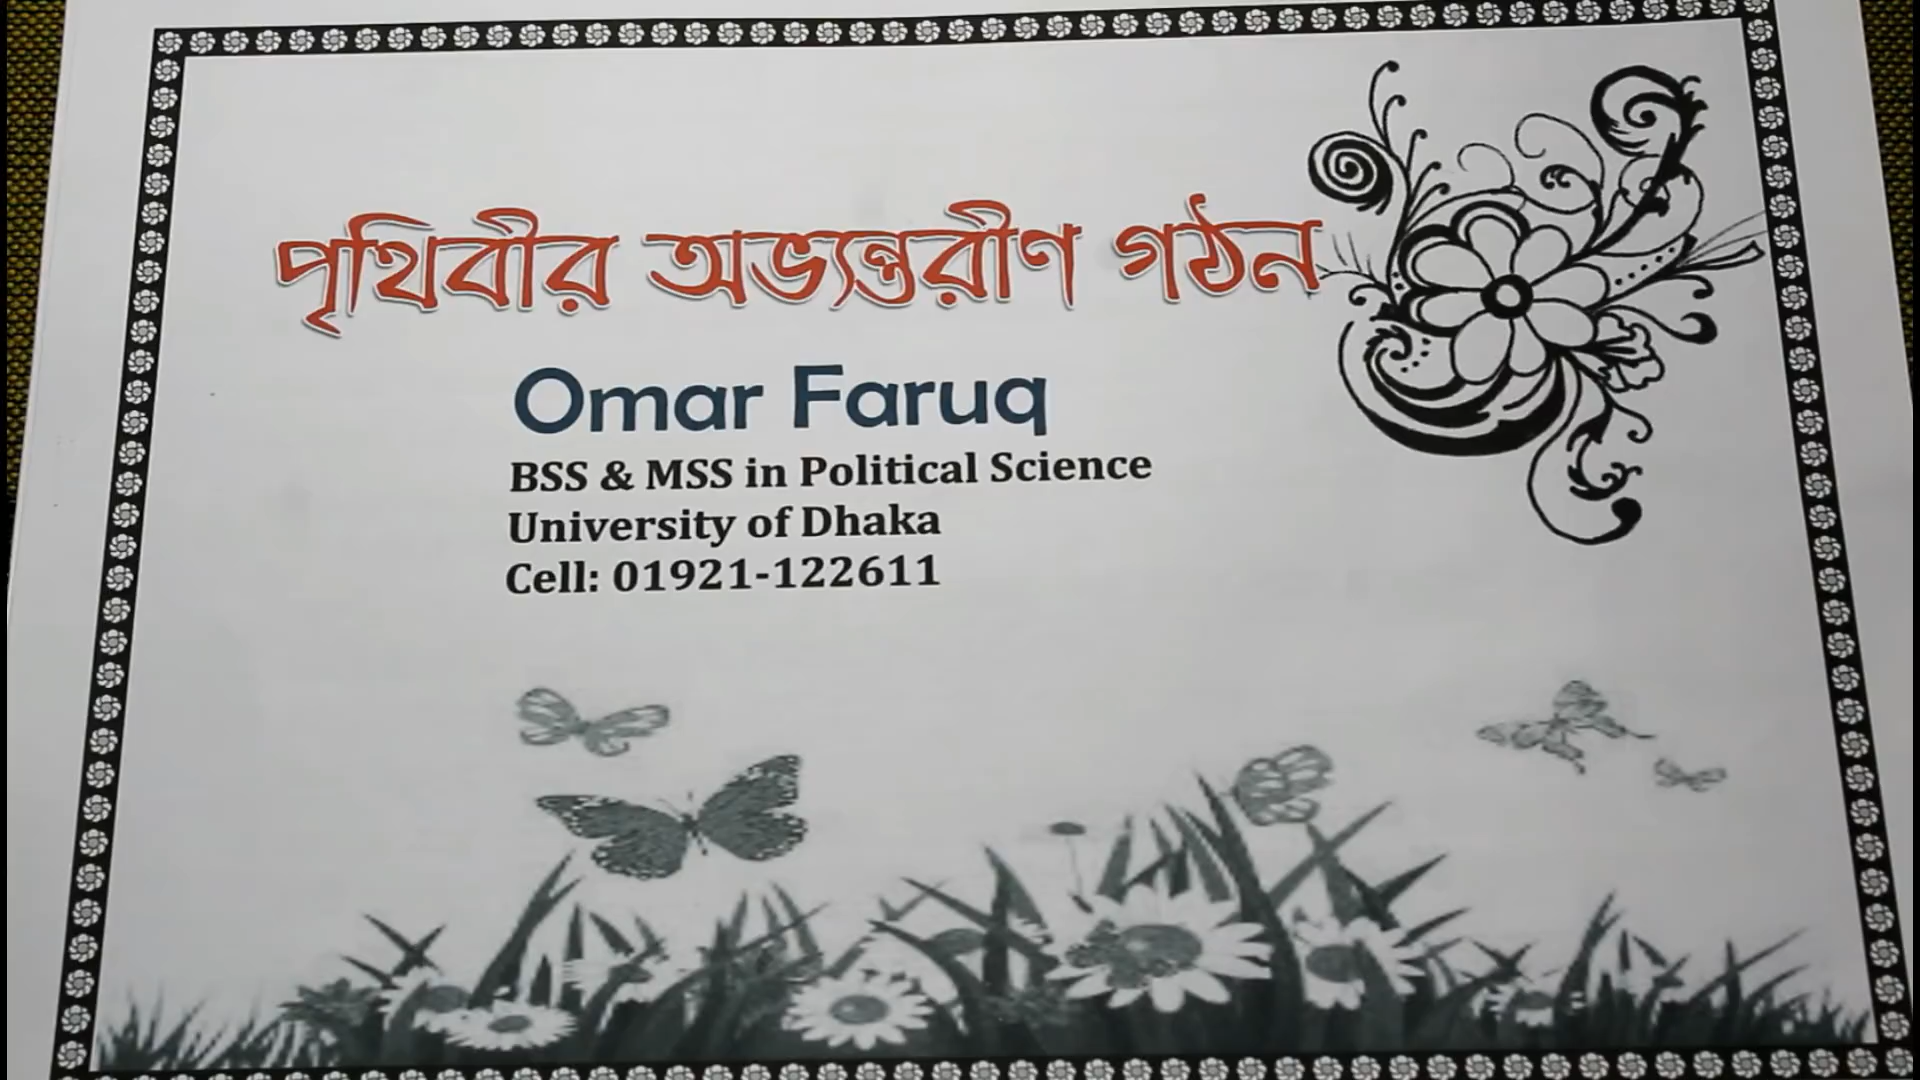 পৃথিবীর অভ্যন্তরীণ গঠন
Omar Faruq
BSS & MSS in Political Science
University of Dhaka
Cell: 01921-122611